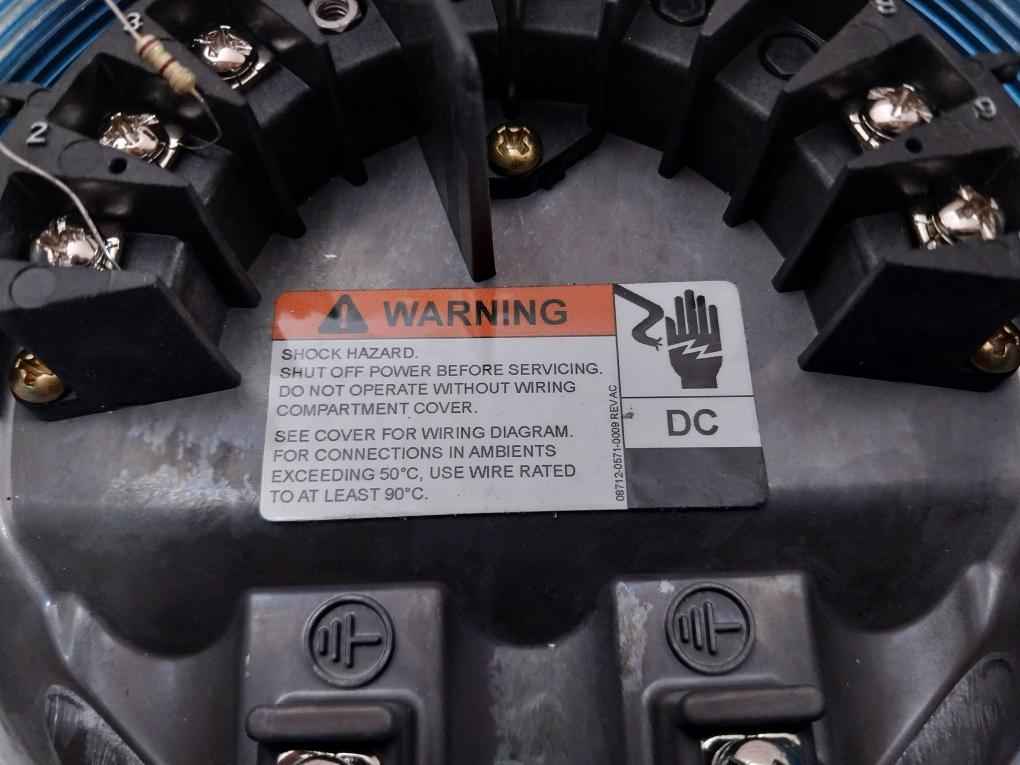 3
8
2
9
WARNING
SHOCK HAZARD.
SHUT OFF POWER BEFORE SERVICING.
DO NOT OPERATE WITHOUT WIRING
COMPARTMENT COVER.
SEE COVER FOR WIRING DIAGRAM.
FOR CONNECTIONS IN AMBIENTS
EXCEEDING 50°C, USE WIRE RATED
TO AT LEAST 90°C.
08712-0571-0009 REV AC
DC